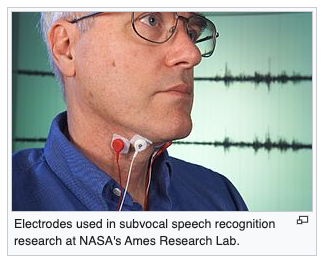 Electrodes used in subvocal speech recognition
research at NASA's Ames Research Lab.